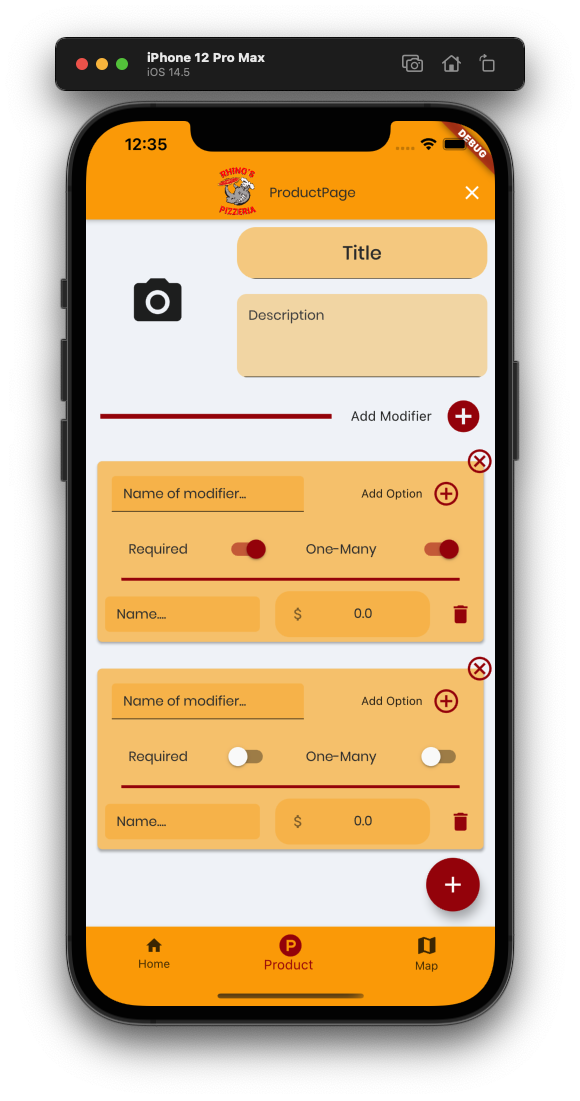 iPhone 12 Pro Max
iOS 14.5
12:35
DEBUG
RHINO'S
PIZZERIA
ProductPage
Title
Description
Add Modifier
Name of modifier...
Add Option
Required
One-Many
Name....
$
0.0
Name of modifier...
Add Option
Required
One-Many
Name....
$
0.0
P
Home
Product
Map